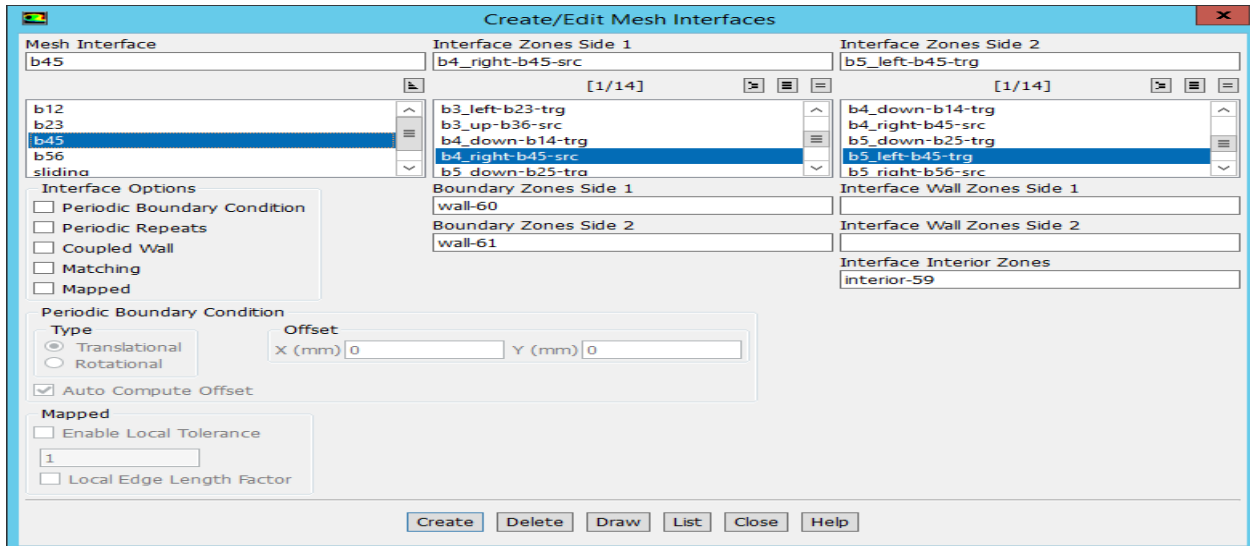 Create/Edit Mesh Interfaces
x
Mesh Interface
Interface Zones Side 1
Interface Zones Side 2
b45
b4_right-b45-src
b5_left-b45-trg
[1/14]
[1/14]
b12
b23
b45
b56
sliding
b3_left-b23-trg
b3_up-b36-src
b4_down-b14-trg
b4_right-b45-src
b5_down-b25-trg
b4_down-b14-trg
b4_right-b45-src
b5_down-b25-trg
b5_left-b45-trg
b5_right-b56-src
Interface Options
Periodic Boundary Condition
Periodic Repeats
Coupled Wall
Matching
Mapped
Boundary Zones Side 1
wall-60
Boundary Zones Side 2
wall-61
Interface Wall Zones Side 1
Interface Wall Zones Side 2
Interface Interior Zones
interior-59
Periodic Boundary Condition
Type
Translational
Rotational
Offset
X (mm) 0
Y (mm) 0
Auto Compute Offset
Mapped
Enable Local Tolerance
1
Local Edge Length Factor
Create
Delete
Draw
List
Close
Help